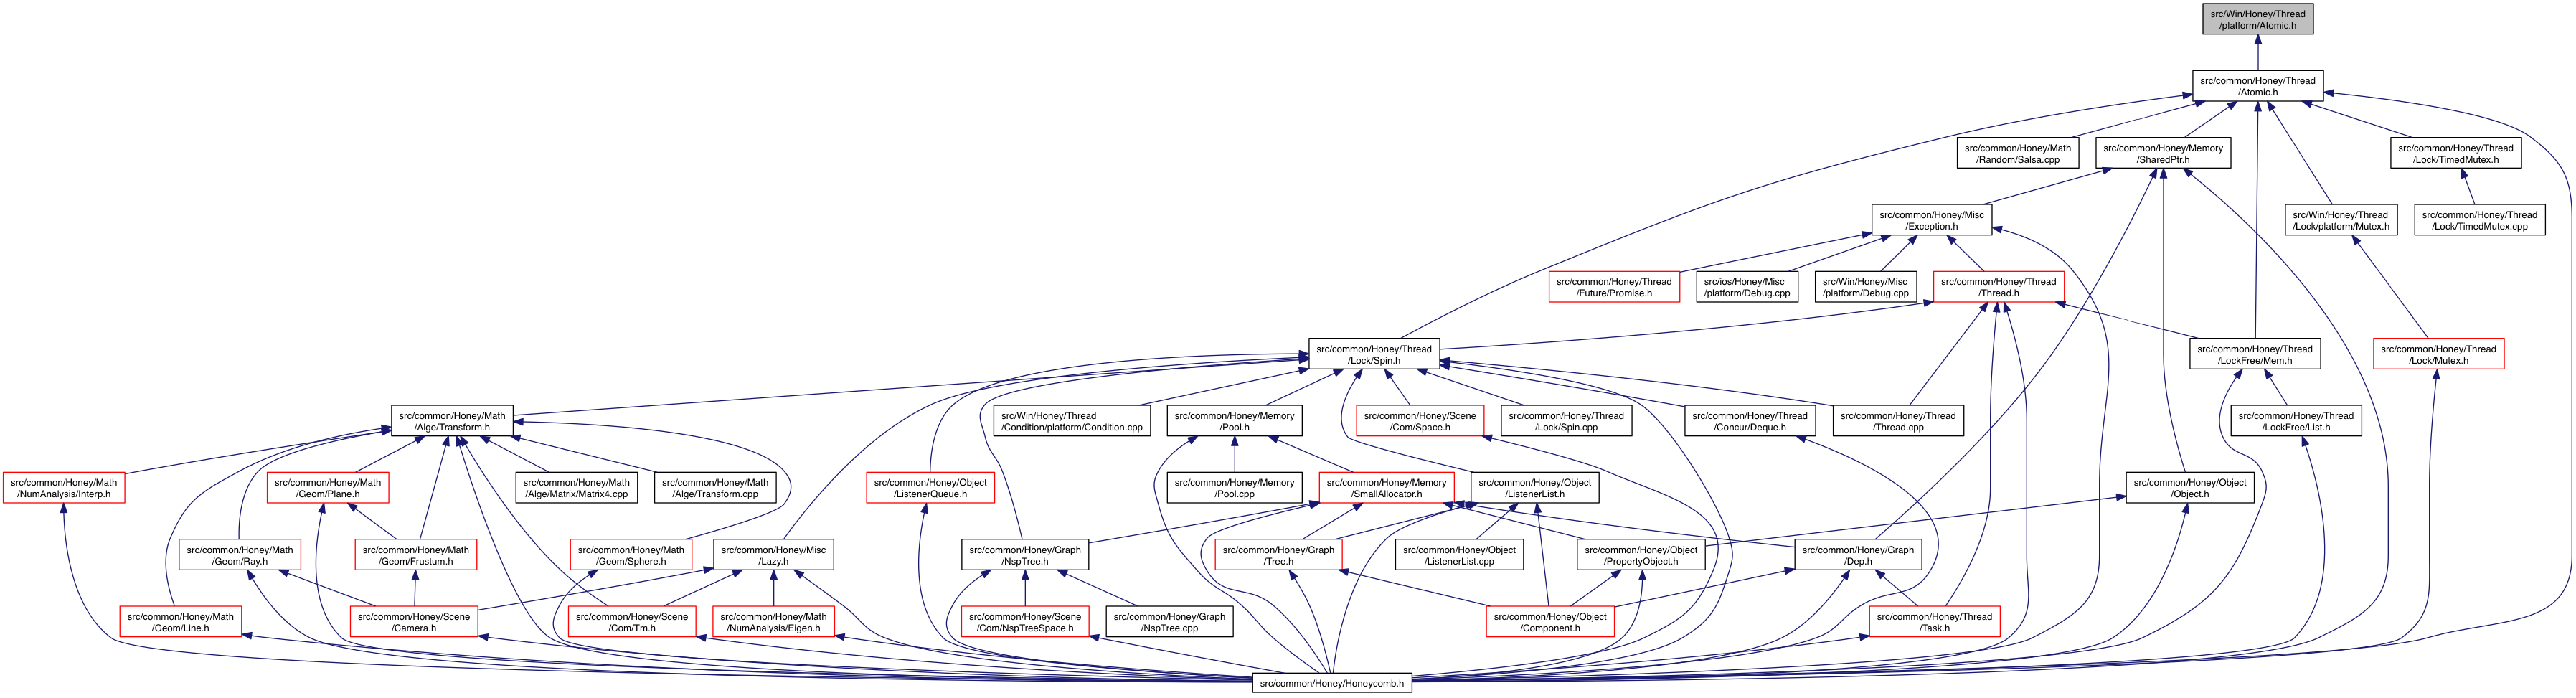 src/Win/Honey/Thread
/platform/Atomic.h
src/common/Honey/Thread
/Atomic.h
src/common/Honey/Math
/Random/Salsa.cpp
src/common/Honey/Memory
/SharedPtr.h
src/common/Honey/Thread
/Lock/TimedMutex.h
src/common/Honey/Misc
/Exception.h
src/Win/Honey/Thread
/Lock/platform/Mutex.h
src/common/Honey/Thread
/Lock/TimedMutex.cpp
src/common/Honey/Thread
/Future/Promise.h
src/ios/Honey/Misc
/platform/Debug.cpp
src/Win/Honey/Misc
/platform/Debug.cpp
src/common/Honey/Thread
/Thread.h
src/common/Honey/Thread
/Lock/Spin.h
src/common/Honey/Thread
/LockFree/Mem.h
src/common/Honey/Thread
/Lock/Mutex.h
src/common/Honey/Math
/Alge/Transform.h
src/Win/Honey/Thread
/Condition/platform/Condition.cpp
src/common/Honey/Memory
/Pool.h
src/common/Honey/Scene
/Com/Space.h
src/common/Honey/Thread
/Lock/Spin.cpp
src/common/Honey/Thread
/Concur/Deque.h
src/common/Honey/Thread
/Thread.cpp
src/common/Honey/Thread
/LockFree/List.h
src/common/Honey/Math
/NumAnalysis/Interp.h
src/common/Honey/Math
/Geom/Plane.h
src/common/Honey/Math
/Alge/Matrix/Matrix4.cpp
src/common/Honey/Math
/Alge/Transform.cpp
src/common/Honey/Object
/ListenerQueue.h
src/common/Honey/Memory
/Pool.cpp
src/common/Honey/Memory
/SmallAllocator.h
src/common/Honey/Object
/ListenerList.h
src/common/Honey/Object
/Object.h
src/common/Honey/Math
/Geom/Ray.h
src/common/Honey/Math
/Geom/Frustum.h
src/common/Honey/Math
/Geom/Sphere.h
src/common/Honey/Misc
/Lazy.h
src/common/Honey/Graph
/NspTree.h
src/common/Honey/Graph
/Tree.h
src/common/Honey/Object
/ListenerList.cpp
src/common/Honey/Object
/PropertyObject.h
src/common/Honey/Graph
/Dep.h
src/common/Honey/Math
/Geom/Line.h
src/common/Honey/Scene
/Camera.h
src/common/Honey/Scene
/Com/Tm.h
src/common/Honey/Math
/NumAnalysis/Eigen.h
src/common/Honey/Scene
/Com/NspTreeSpace.h
src/common/Honey/Graph
/NspTree.cpp
src/common/Honey/Object
/Component.h
src/common/Honey/Thread
/Task.h
src/common/Honey/Honeycomb.h